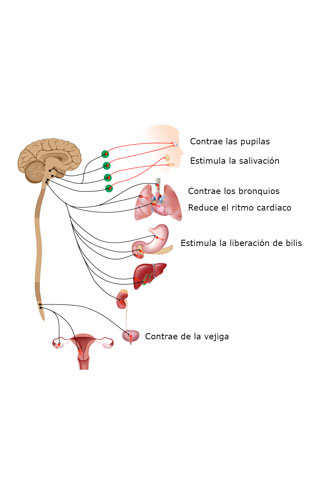 Contrae las pupilas
Estimula la salivación
Contrae los bronquios
Reduce el ritmo cardiaco
Estimula la liberación de bilis
Contrae de la vejiga